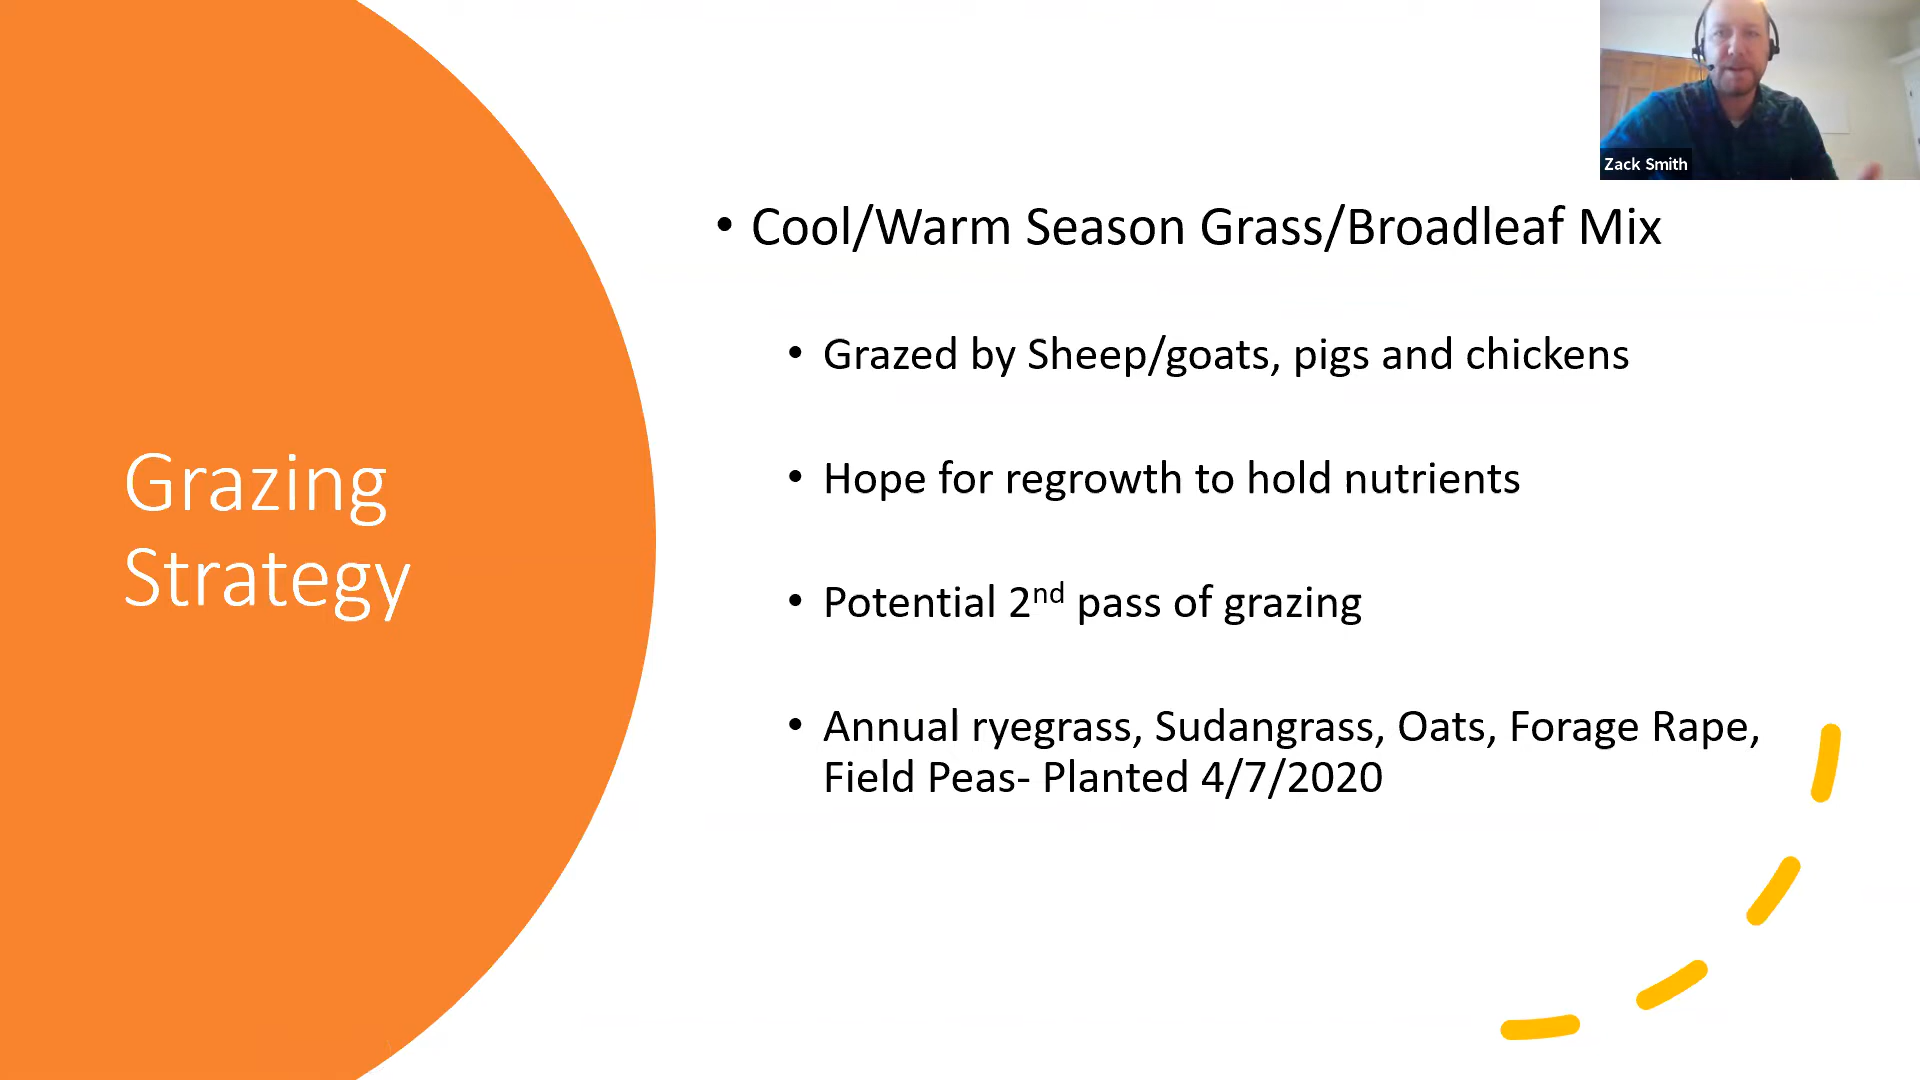 Zack Smith
Grazing
Strategy
• Cool/Warm Season Grass/Broadleaf Mix
• Grazed by Sheep/goats, pigs and chickens
• Hope for regrowth to hold nutrients
• Potential 2nd pass of grazing
• Annual ryegrass, Sudangrass, Oats, Forage Rape,
Field Peas- Planted 4/7/2020